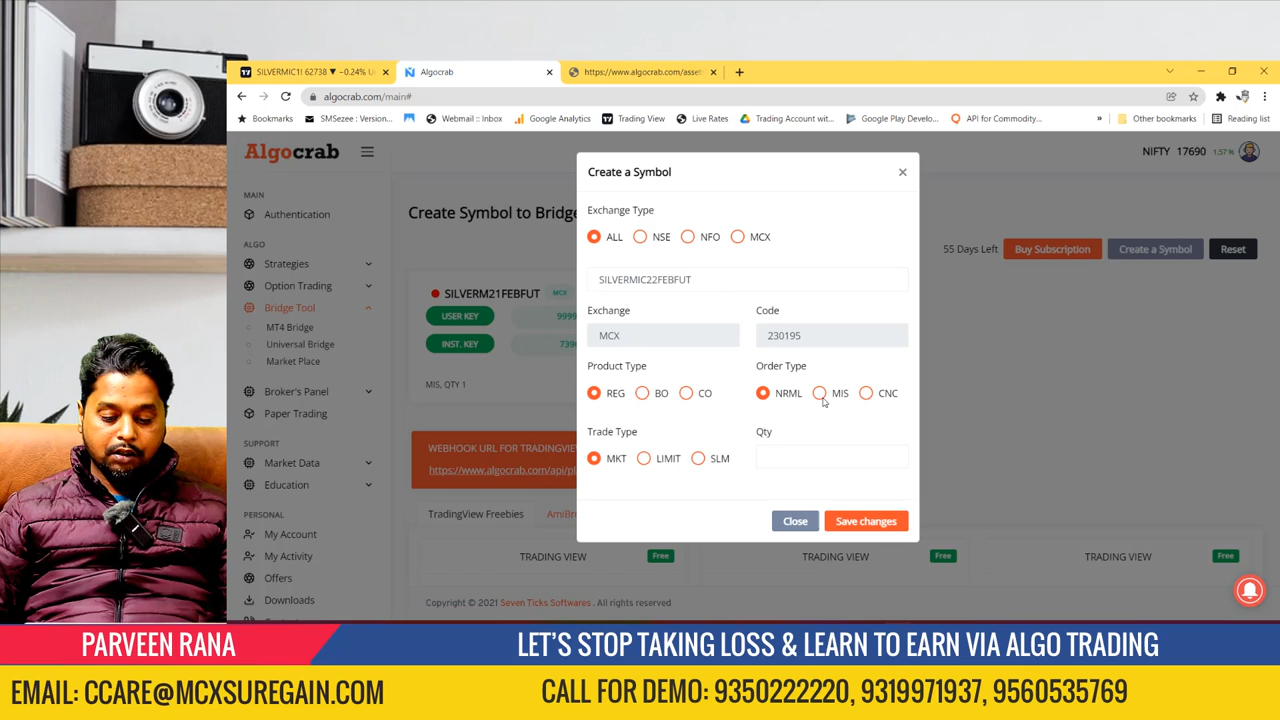 SILVERMIC1! 62738 ▼ −0.24% U
Algocrab
https://www.algocrab.com/asset
algocrab.com/main#
Bookmarks
SMSezee : Version...
Webmail :: Inbox
Google Analytics
Trading View
Live Rates
Trading Account wit...
Google Play Develo...
API for Commodity...
»
Other bookmarks
Reading list
Algocrab
NIFTY 17690 1.57%
MAIN
Authentication
ALGO
Strategies
Option Trading
Bridge Tool
MT4 Bridge
Universal Bridge
Market Place
Broker's Panel
Paper Trading
SUPPORT
Market Data
Education
PERSONAL
My Account
My Activity
Offers
Downloads
Create Symbol to Bridge
55 Days Left
Buy Subscription
Create a Symbol
Reset
SILVERM21FEBFUT MCX
USER KEY 9999
INST. KEY 739
MIS, QTY 1
WEBHOOK URL FOR TRADINGVIE
https://www.algocrab.com/api/pl
TradingView Freebies
AmiBr
TRADING VIEW Free
TRADING VIEW Free
TRADING VIEW Free
Copyright © 2021 Seven Ticks Softwares . All rights reserved
Create a Symbol
×
Exchange Type
ALL NSE NFO MCX
SILVERMIC22FEBFUT
Exchange Code
MCX 230195
Product Type Order Type
REG BO CO NRML MIS CNC
Trade Type Qty
MKT LIMIT SLM
Close Save changes
PARVEEN RANA
LET'S STOP TAKING LOSS & LEARN TO EARN VIA ALGO TRADING
EMAIL: CCARE@MCXSUREGAIN.COM
CALL FOR DEMO: 9350222220, 9319971937, 9560535769